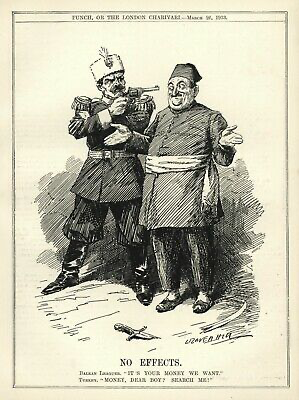 PUNCH, OR THE LONDON CHARIVARI.—March 26, 1913.
L. RAVEN HILL
NO EFFECTS.
Balkan Leaguer. "IT'S YOUR MONEY WE WANT."
Turkey. "MONEY, DEAR BOY? SEARCH ME!"